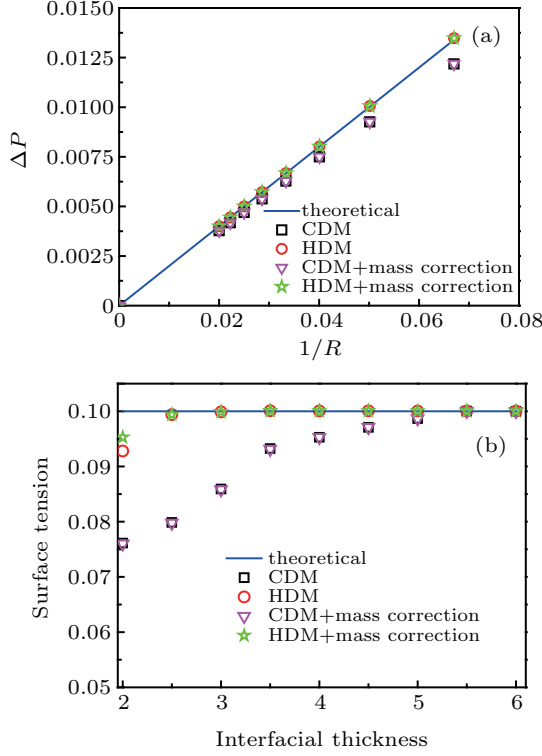 0.0150
(a)
0.0125
0.0100
ΔP
0.0075
0.0050
0.0025
0
theoretical
CDM
HDM
CDM+mass correction
HDM+mass correction
0 0.02 0.04 0.06 0.08
1/R
0.10
(b)
0.09
0.08
Surface tension
0.07
0.06
0.05
theoretical
CDM
HDM
CDM+mass correction
HDM+mass correction
2 3 4 5 6
Interfacial thickness